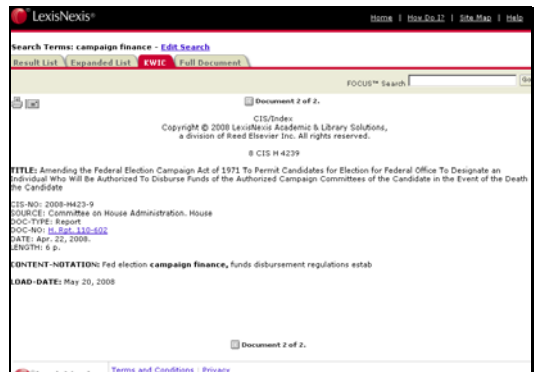 LexisNexis®
Home | How Do I? | Site Map | Help
Search Terms: campaign finance - Edit Search
Result List Expanded List KWIC Full Document
FOCUS™ Search Go
Document 2 of 2.
CIS/Index
Copyright © 2008 LexisNexis Academic & Library Solutions,
a division of Reed Elsevier Inc. All rights reserved.
8 CIS H 4239
TITLE: Amending the Federal Election Campaign Act of 1971 To Permit Candidates for Election for Federal Office To Designate an
Individual Who Will Be Authorized To Disburse Funds of the Authorized Campaign Committees of the Candidate in the Event of the Death
the Candidate
CIS-NO: 2008-H423-9
SOURCE: Committee on House Administration. House
DOC-TYPE: Report
DOC-NO: H. Rpt. 110-602
DATE: Apr. 22, 2008.
LENGTH: 6 p.
CONTENT-NOTATION: Fed election campaign finance, funds disbursement regulations estab
LOAD-DATE: May 20, 2008
Document 2 of 2.
Terms and Conditions | Privacy